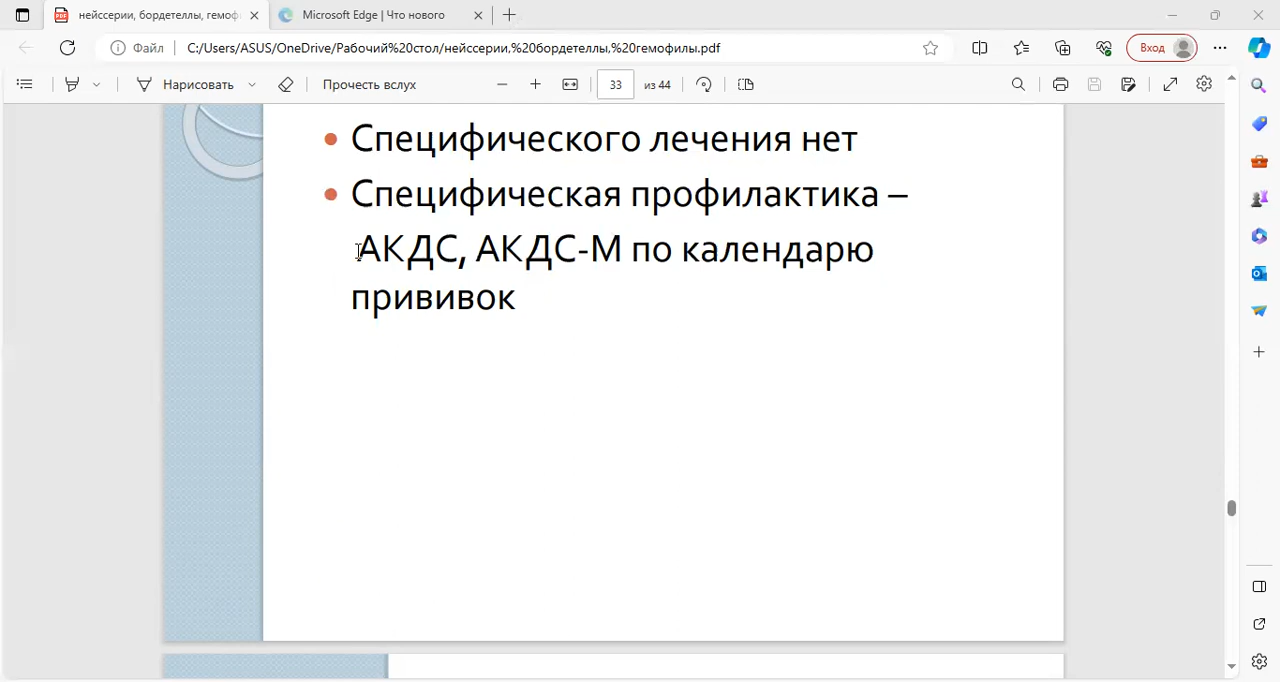 нейссерии, бордетеллы, гемоф
Microsoft Edge | Что нового
Файл
C:/Users/ASUS/OneDrive/Рабочий%20стол/нейссерии,%20бордетеллы,%20гемофилы.pdf
Вход
Нарисовать
Прочесть вслух
33
из 44
Специфического лечения нет
Специфическая профилактика –
АКДС, АКДС-М по календарю
прививок